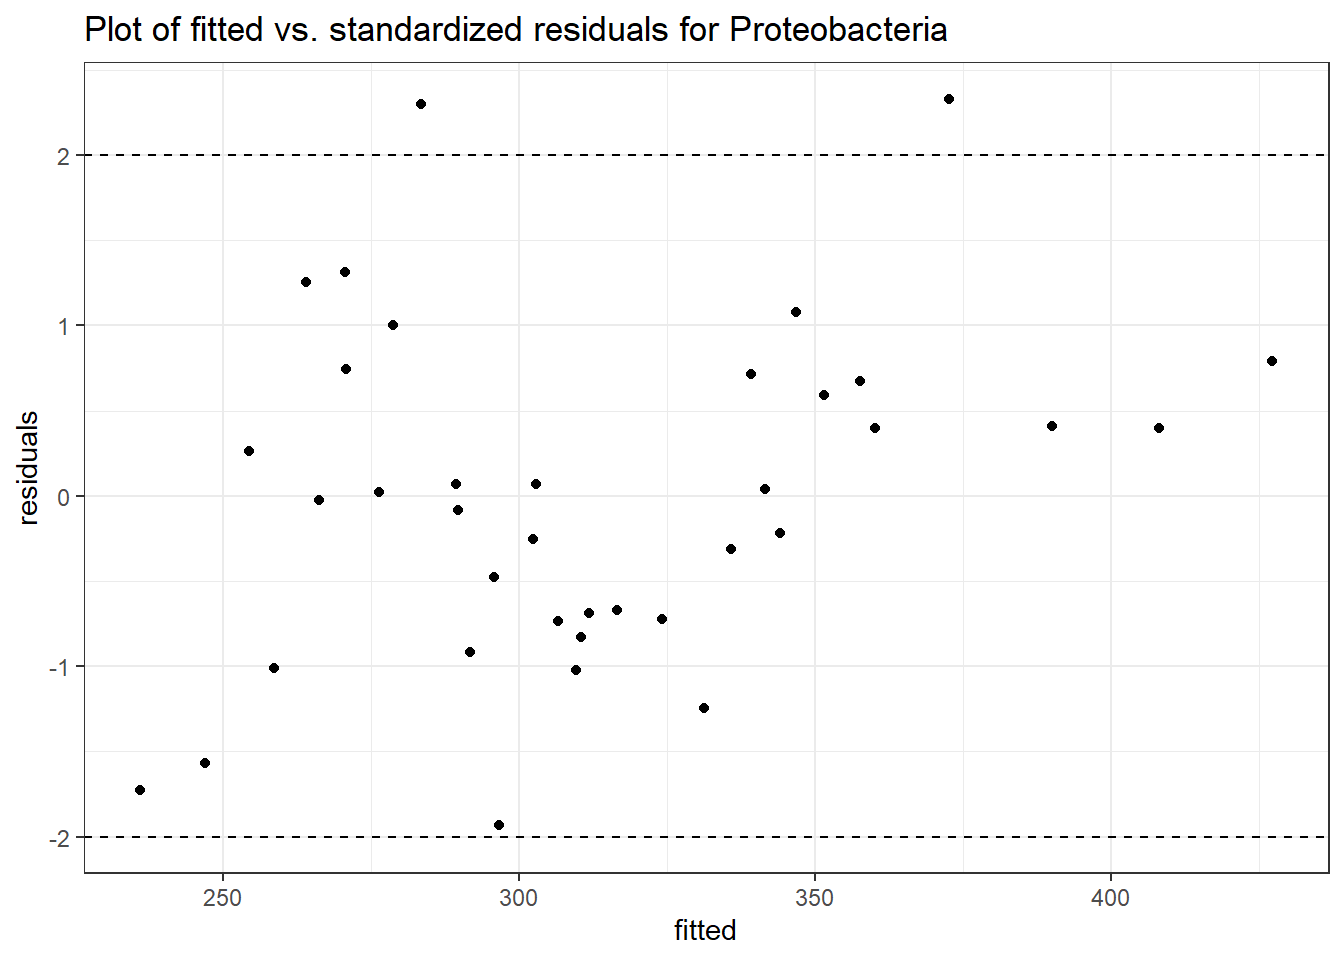 Plot of fitted vs. standardized residuals for Proteobacteria
2
1
0
-1
-2
residuals
250 300 350 400
fitted